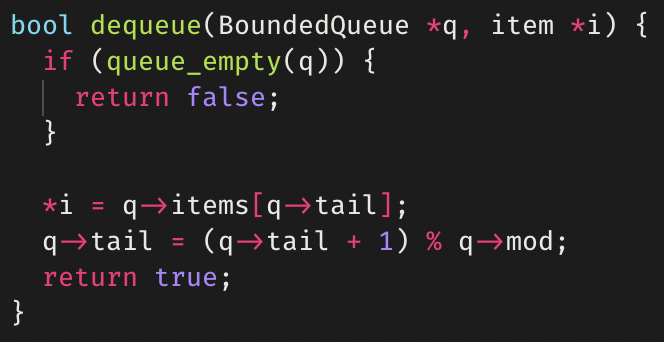 bool dequeue(BoundedQueue *q, item *i) {
  if (queue_empty(q)) {
    return false;
  }

  *i = q->items[q->tail];
  q->tail = (q->tail + 1) % q->mod;
  return true;
}